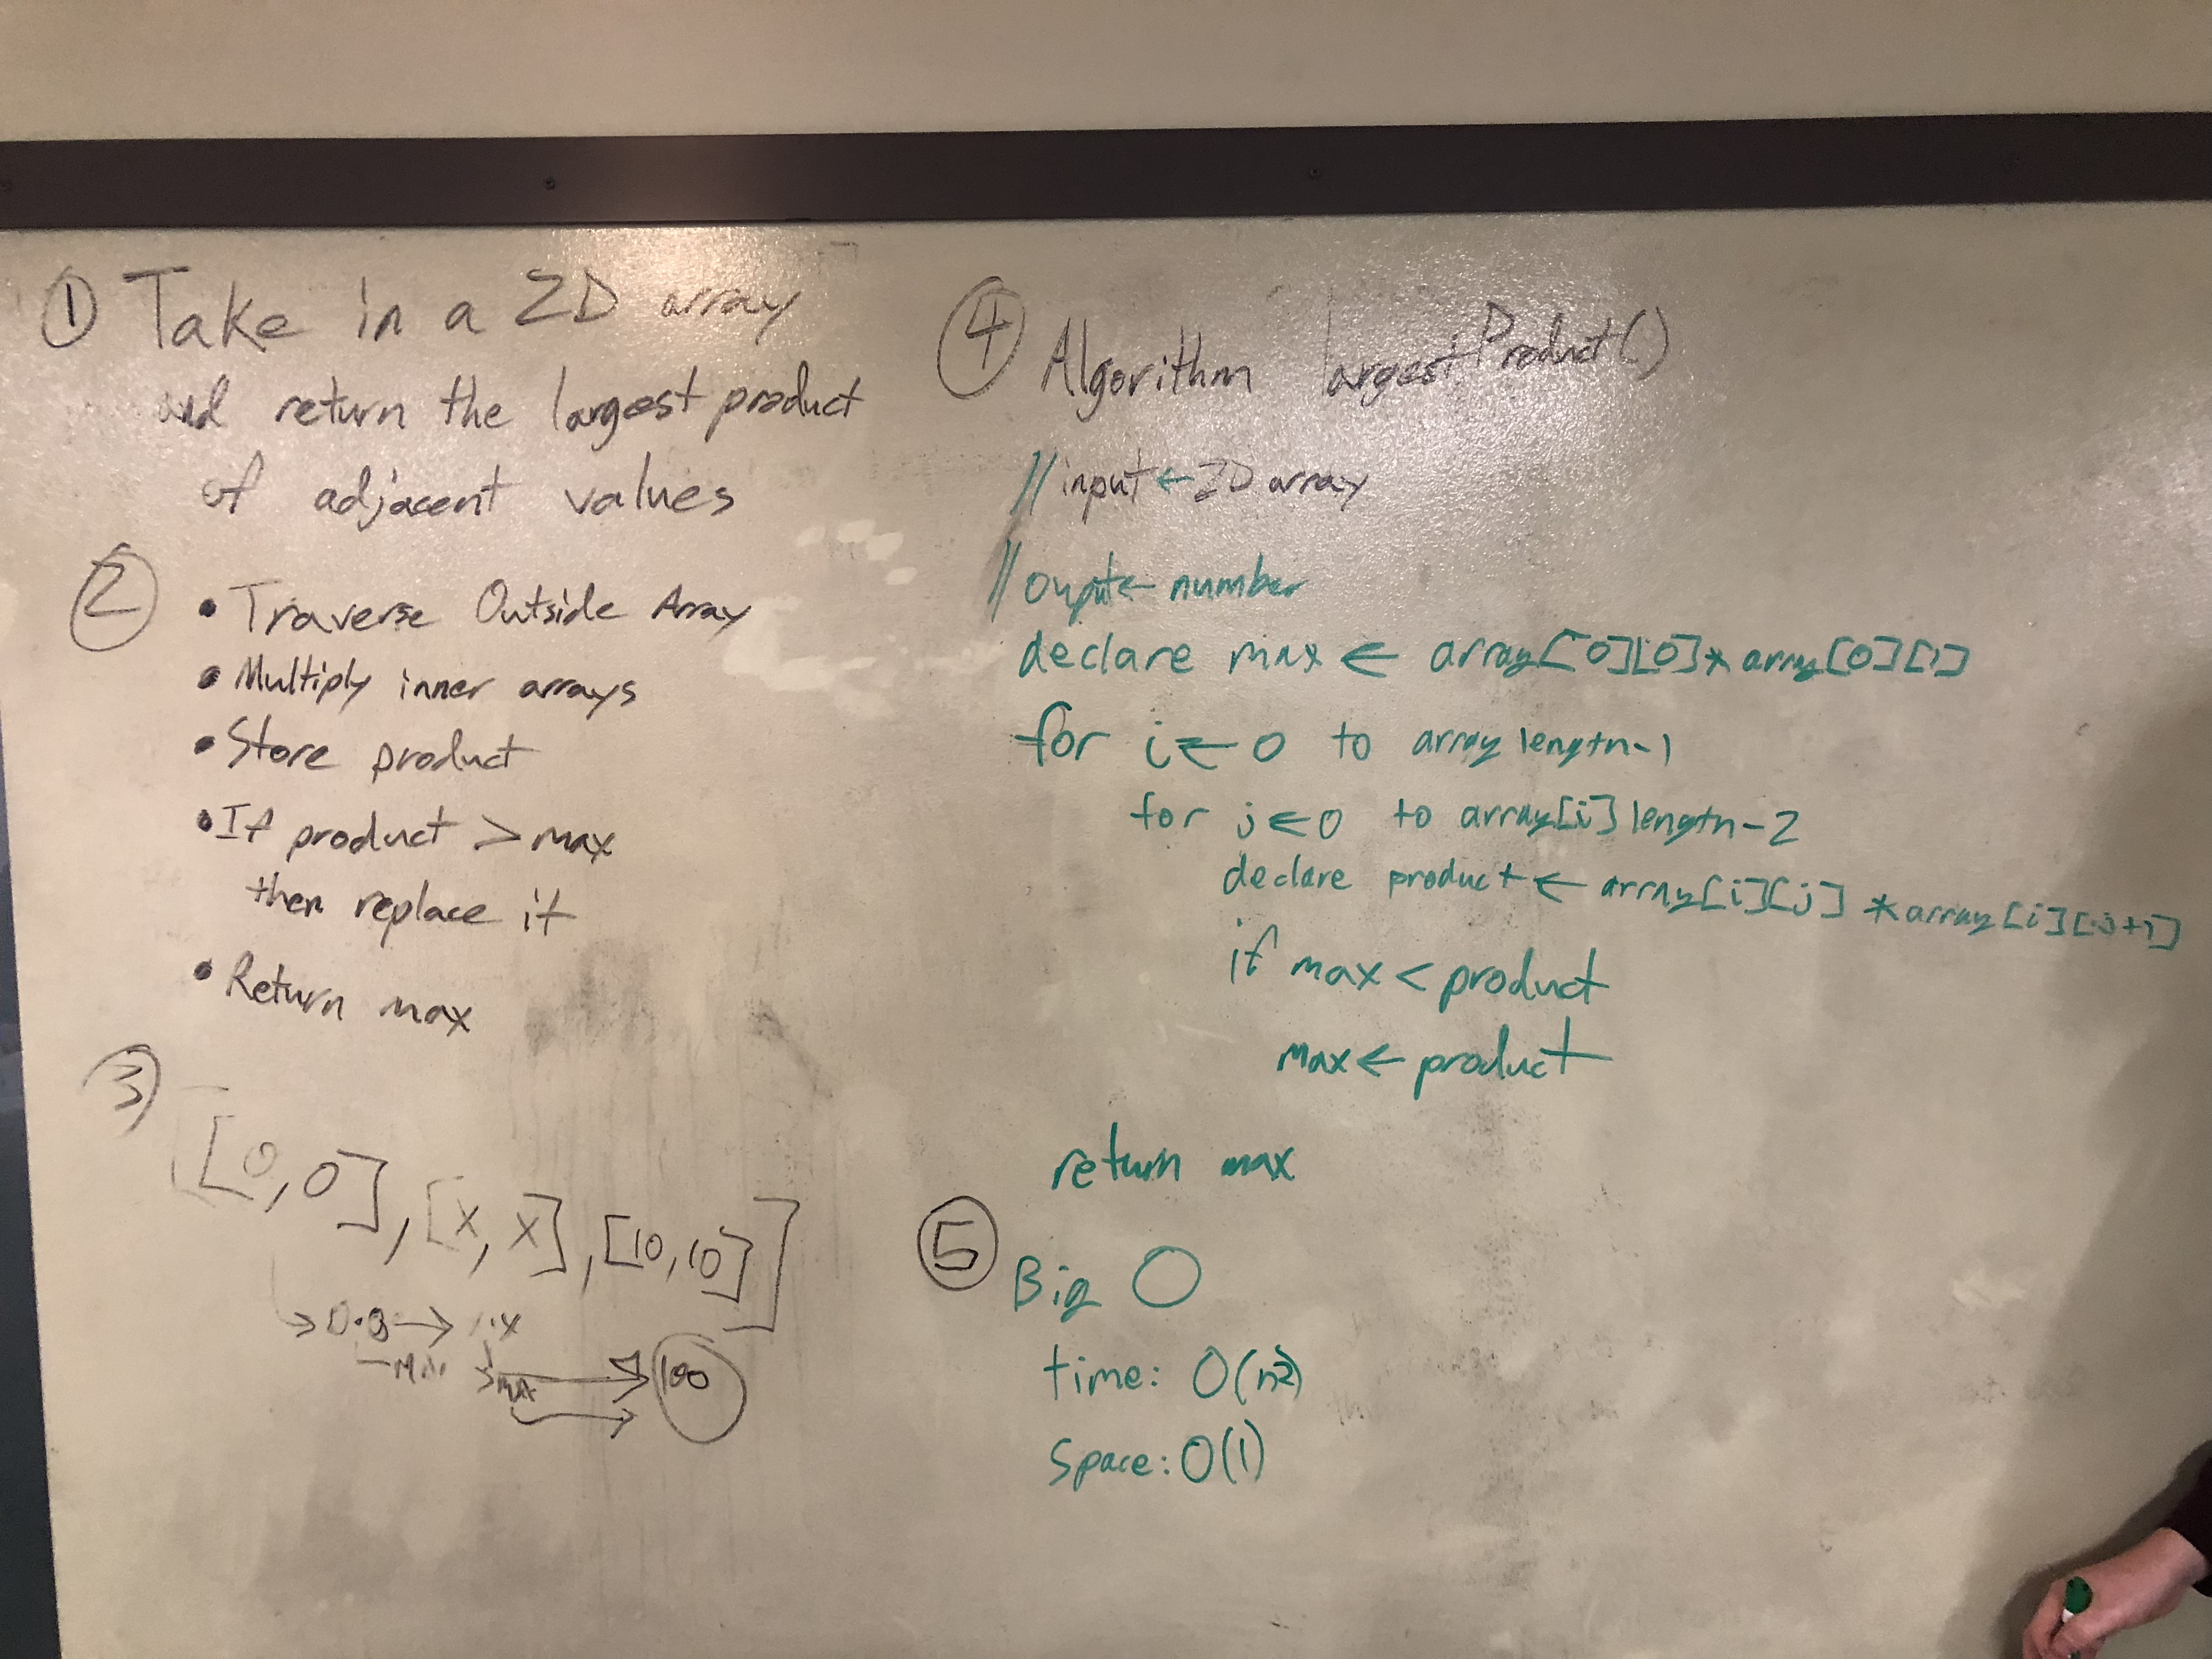 ① Take in a 2D array
and return the largest product
of adjacent values
② • Traverse Outside Array
• Multiply inner arrays
• Store product
• If product > max
then replace it
• Return max
③
[0,0], [x, x], [10,10]]
→ 0·0 → ·x
max → 100
④ Algorithm largestProduct()
// input ← 2D array
// ouput ← number
declare max ← array[0][0] * array[0][1]
for i ← 0 to array length-1
for j ← 0 to array[i] length-2
declare product ← array[i][j] * array[i][j+1]
if max < product
max ← product
return max
⑤ Big O
time: O(n²)
Space: O(1)